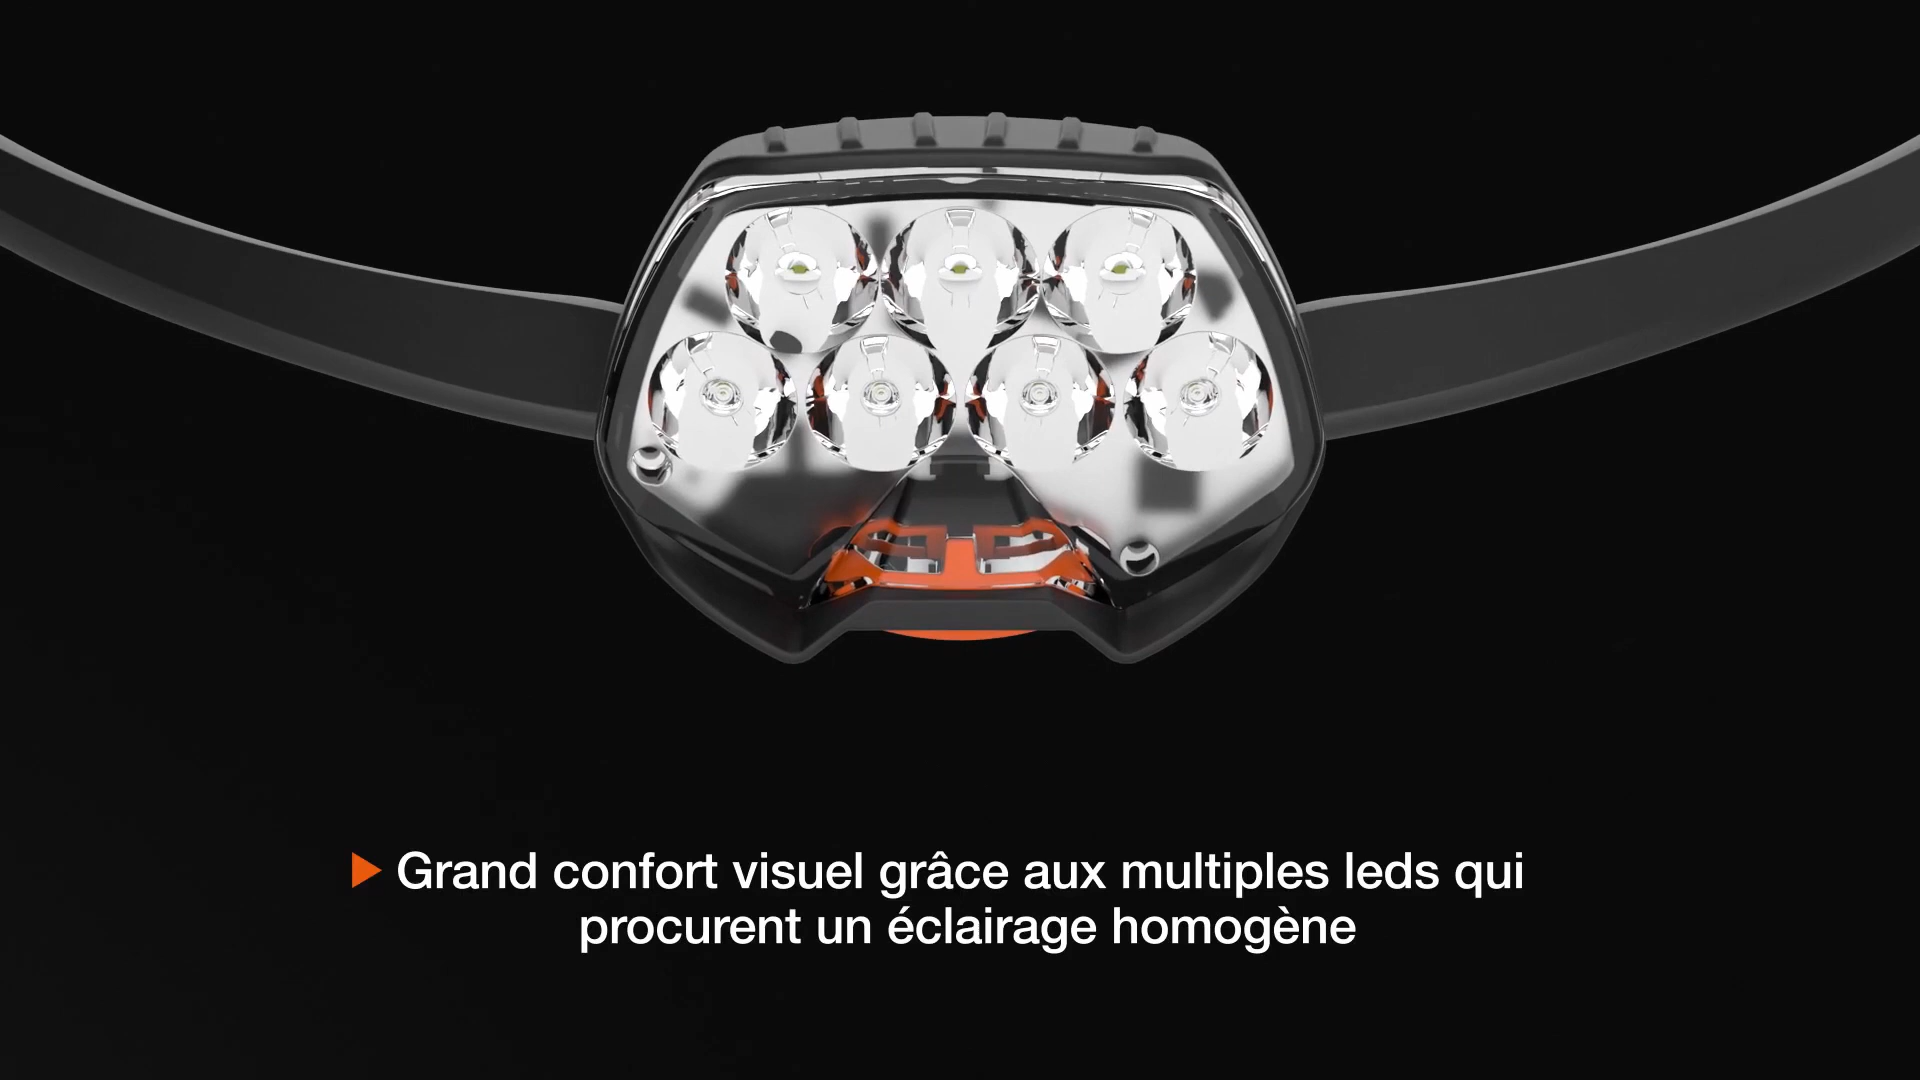 Grand confort visuel grâce aux multiples leds qui
procurent un éclairage homogène